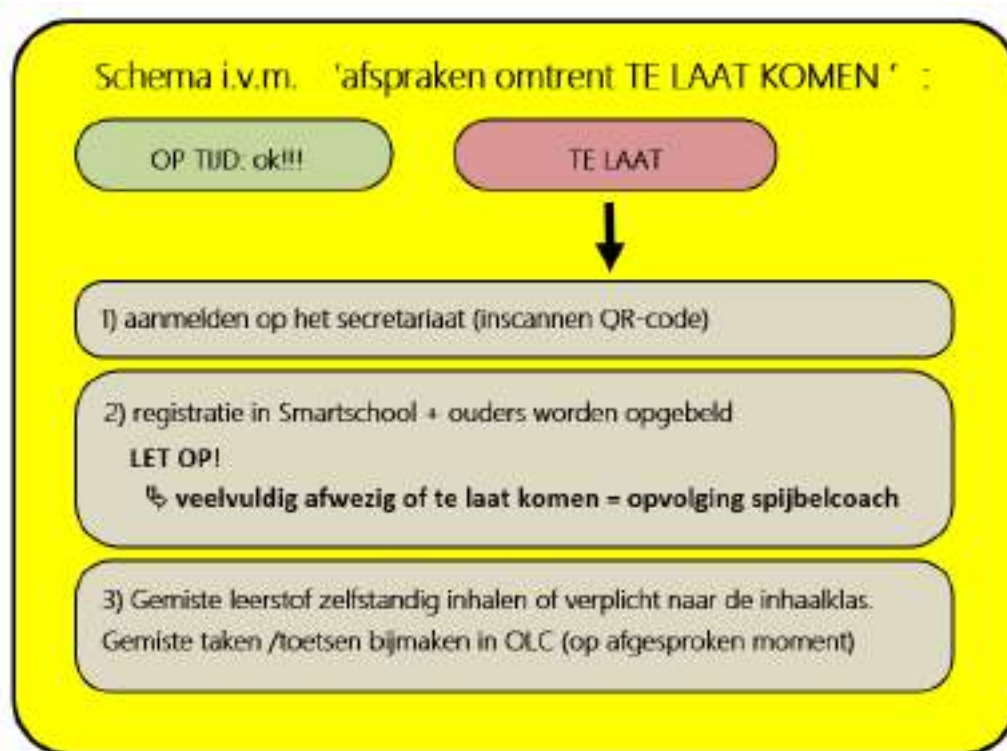 Schema i.v.m. 'afspraken omtrent TE LAAT KOMEN ' :
OP TIJD: ok!!!
TE LAAT
1) aanmelden op het secretariaat (inscannen QR-code)
2) registratie in Smartschool + ouders worden opgebeld
LET OP!
↳ veelvuldig afwezig of te laat komen = opvolging spijbelcoach
3) Gemiste leerstof zelfstandig inhalen of verplicht naar de inhaalklas.
Gemiste taken /toetsen bijmaken in OLC (op afgesproken moment)